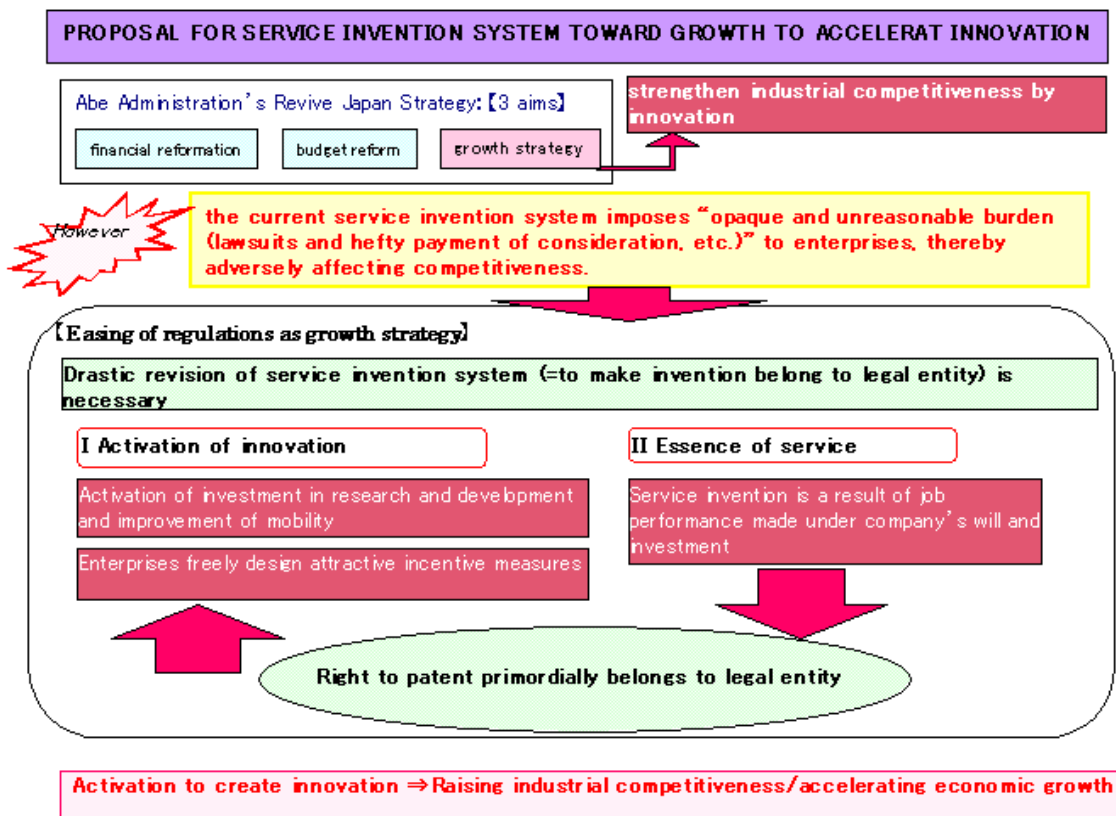 PROPOSAL FOR SERVICE INVENTION SYSTEM TOWARD GROWTH TO ACCELERAT INNOVATION
Abe Administration's Revive Japan Strategy:【3 aims】
financial reformation
budget reform
growth strategy
strengthen industrial competitiveness by
innovation
However
the current service invention system imposes “opaque and unreasonable burden
(lawsuits and hefty payment of consideration, etc.)” to enterprises, thereby
adversely affecting competitiveness.
【Easing of regulations as growth strategy】
Drastic revision of service invention system (=to make invention belong to legal entity) is
necessary
I Activation of innovation
Activation of investment in research and development
and improvement of mobility
Enterprises freely design attractive incentive measures
II Essence of service
Service invention is a result of job
performance made under company's will and
investment
Right to patent primordially belongs to legal entity
Activation to create innovation ⇒Raising industrial competitiveness/accelerating economic growth